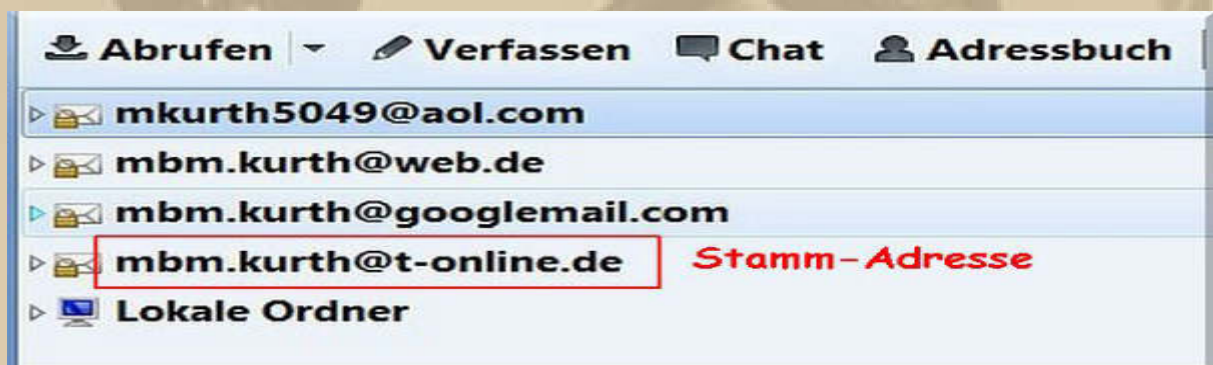 Abrufen Verfassen Chat Adressbuch
mkurth5049@aol.com
mbm.kurth@web.de
mbm.kurth@googlemail.com
mbm.kurth@t-online.de Stamm-Adresse
Lokale Ordner